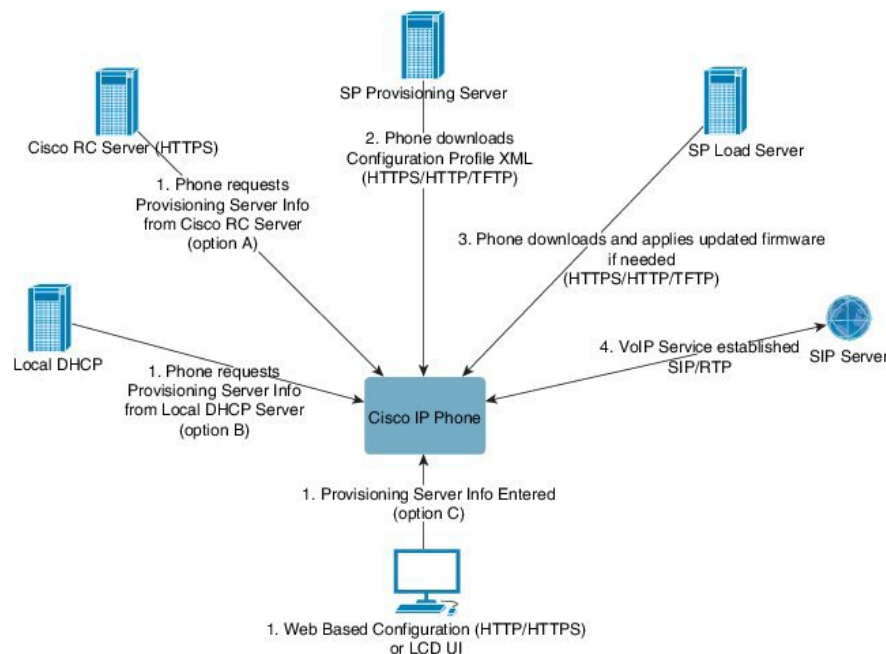 SP Provisioning Server
Cisco RC Server (HTTPS)
SP Load Server
2. Phone downloads
Configuration Profile XML
(HTTPS/HTTP/TFTP)
1. Phone requests
Provisioning Server Info
from Cisco RC Server
(option A)
3. Phone downloads and applies updated firmware
if needed
(HTTPS/HTTP/TFTP)
Local DHCP
1. Phone requests
Provisioning Server Info
from Local DHCP Server
(option B)
4. VoIP Service established
SIP/RTP
SIP Server
Cisco IP Phone
1. Provisioning Server Info Entered
(option C)
1. Web Based Configuration (HTTP/HTTPS)
or LCD UI